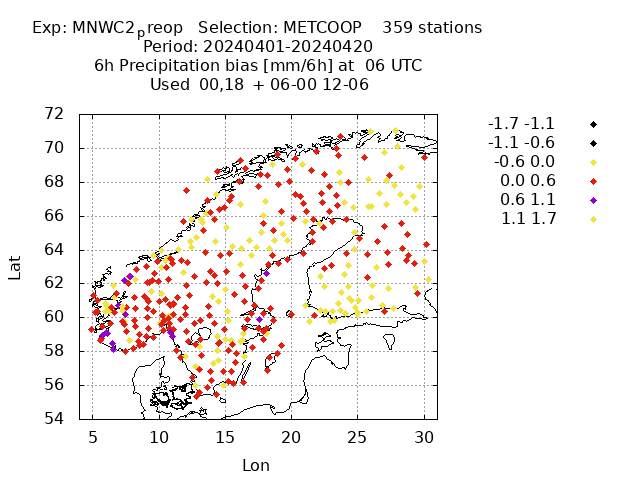 Exp: MNWC2preop   Selection: METCOOP    359 stations
Period: 20240401-20240420
6h Precipitation bias [mm/6h] at  06 UTC
Used 00,18  + 06-00 12-06
72
70
68
66
64
62
60
58
56
54
Lat
5 10 15 20 25 30
Lon
-1.7 -1.1
-1.1 -0.6
-0.6 0.0
0.0 0.6
0.6 1.1
1.1 1.7